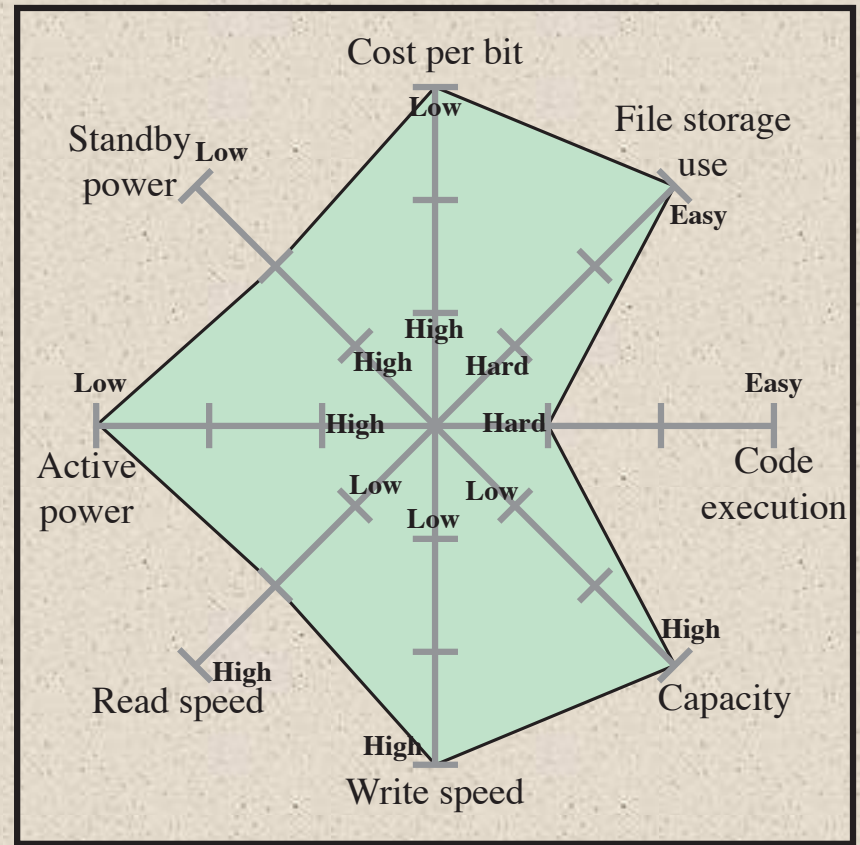 Cost per bit
Low
File storage
use
Easy
Standby
power
Low
High
High
Hard
Low
High
Hard
Easy
Active
power
Code
execution
Low
Low
Low
High
Read speed
High
Capacity
High
Write speed